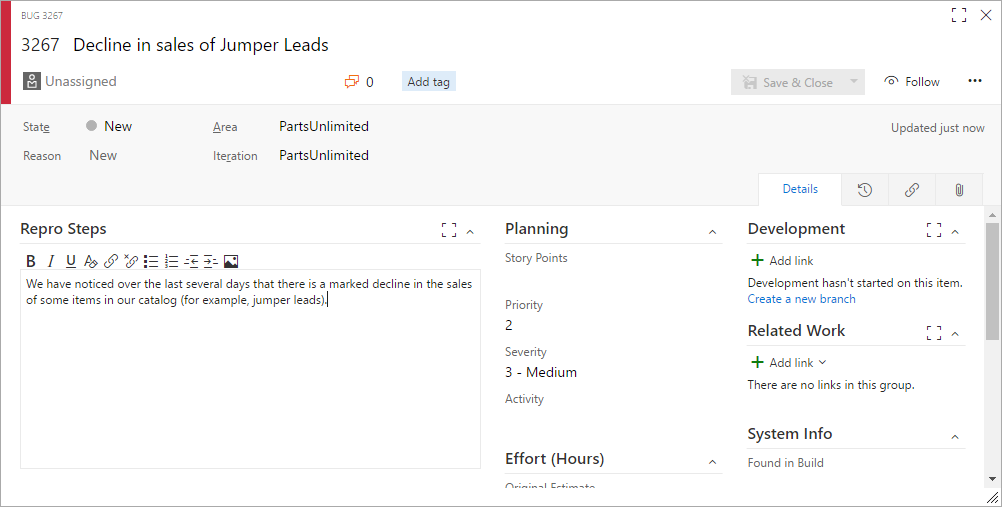 BUG 3267
3267 Decline in sales of Jumper Leads
Unassigned 0 Add tag Save & Close Follow
State New Area PartsUnlimited Updated just now
Reason New Iteration PartsUnlimited
Details
Repro Steps
B I U
We have noticed over the last several days that there is a marked decline in the sales
of some items in our catalog (for example, jumper leads).
Planning
Story Points
Priority
2
Severity
3 - Medium
Activity
Effort (Hours)
Original Estimate
Development
Add link
Development hasn't started on this item.
Create a new branch
Related Work
Add link
There are no links in this group.
System Info
Found in Build